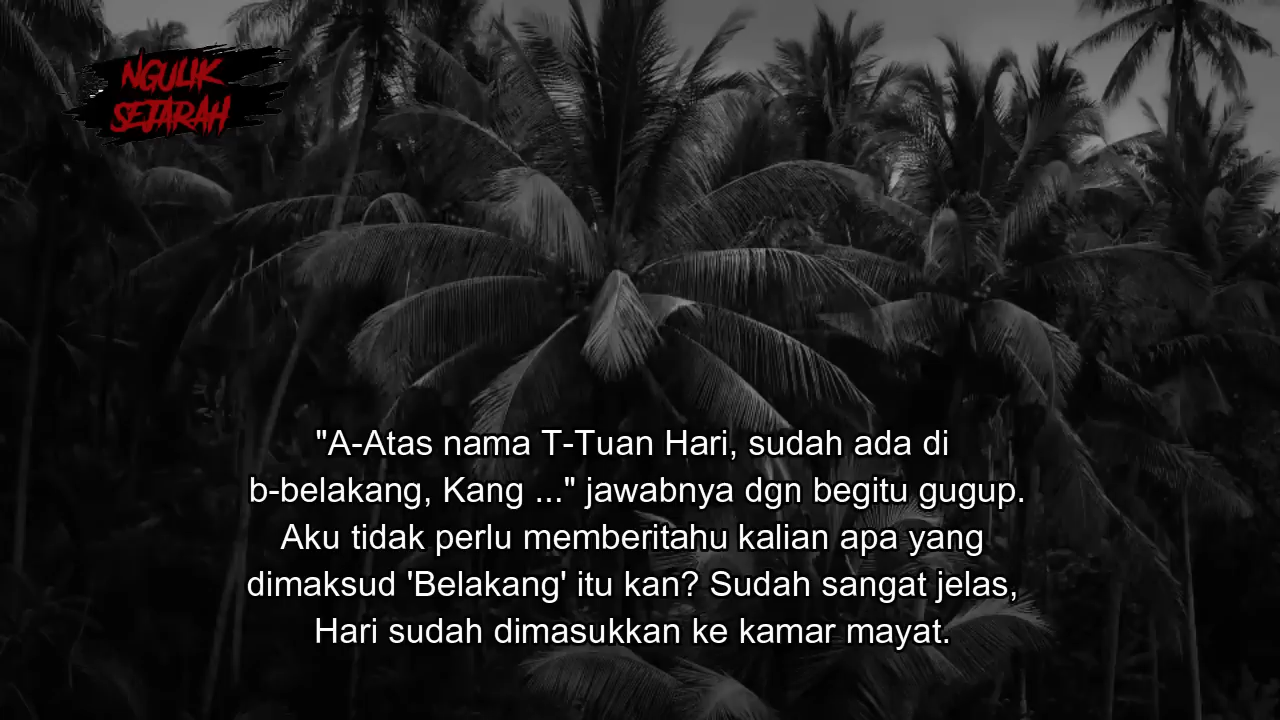 NGULIK
SEJARAH
"A-Atas nama T-Tuan Hari, sudah ada di
b-belakang, Kang ..." jawabnya dgn begitu gugup.
Aku tidak perlu memberitahu kalian apa yang
dimaksud 'Belakang' itu kan? Sudah sangat jelas,
Hari sudah dimasukkan ke kamar mayat.